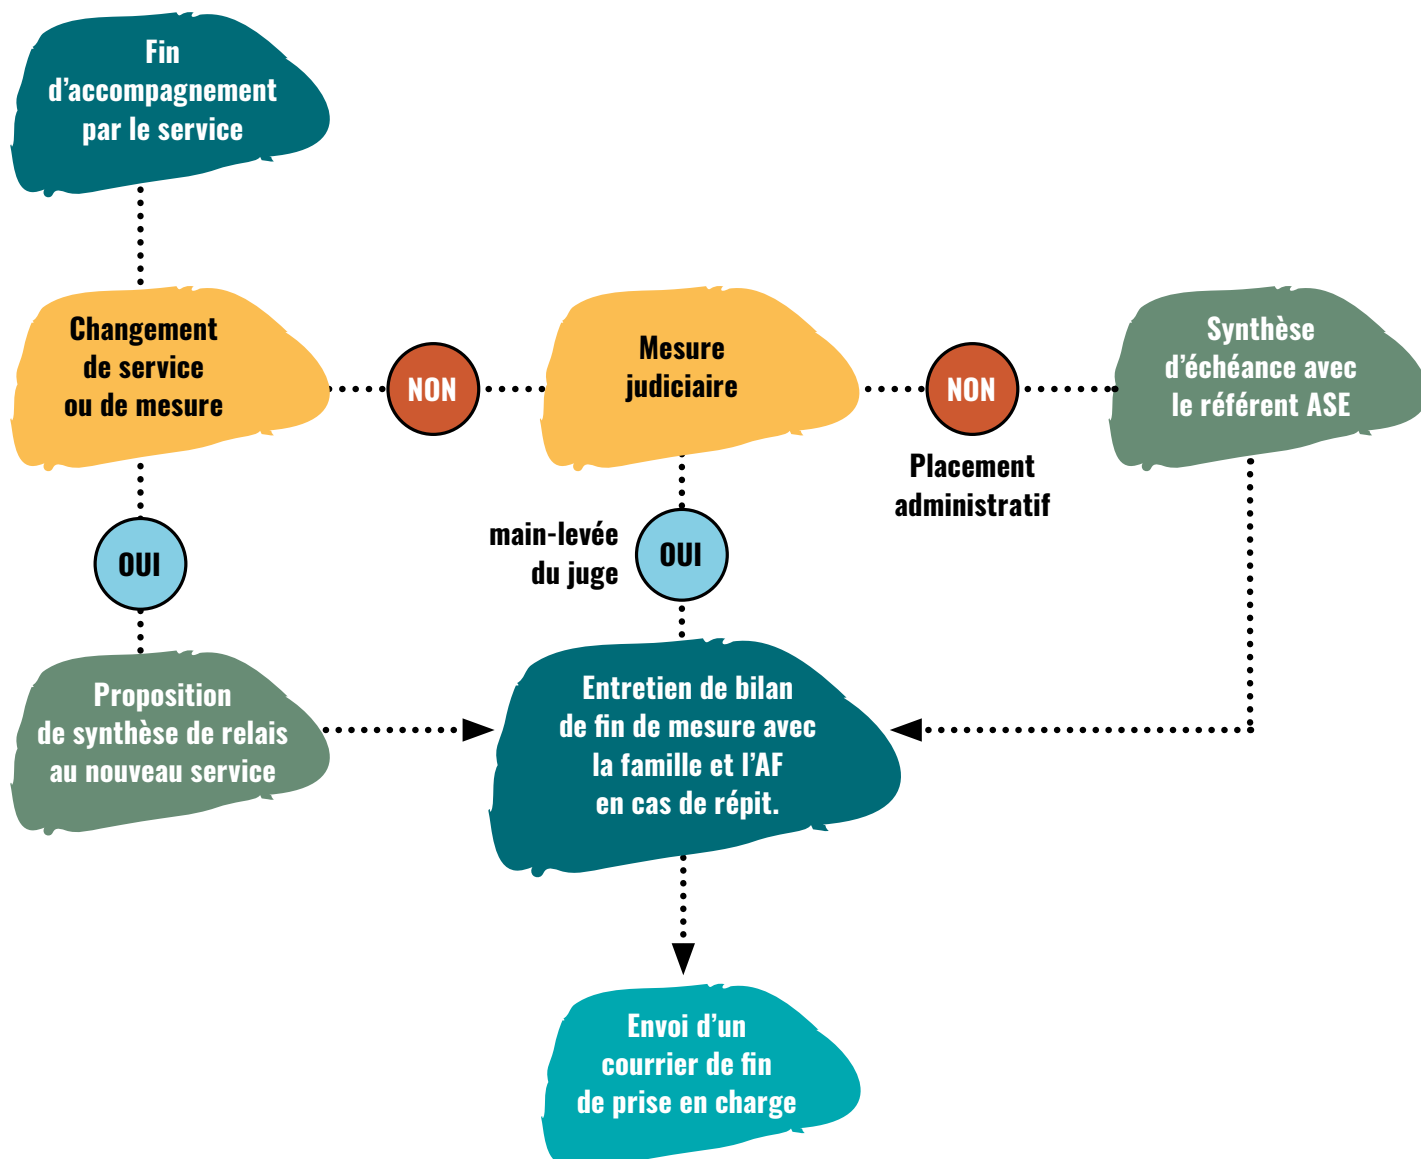 Fin
d'accompagnement
par le service
Changement
de service
ou de mesure
NON
Mesure
judiciaire
NON
Placement
administratif
Synthèse
d'échéance avec
le référent ASE
OUI
main-levée
du juge
OUI
Proposition
de synthèse de relais
au nouveau service
Entretien de bilan
de fin de mesure avec
la famille et l'AF
en cas de répit.
Envoi d'un
courrier de fin
de prise en charge